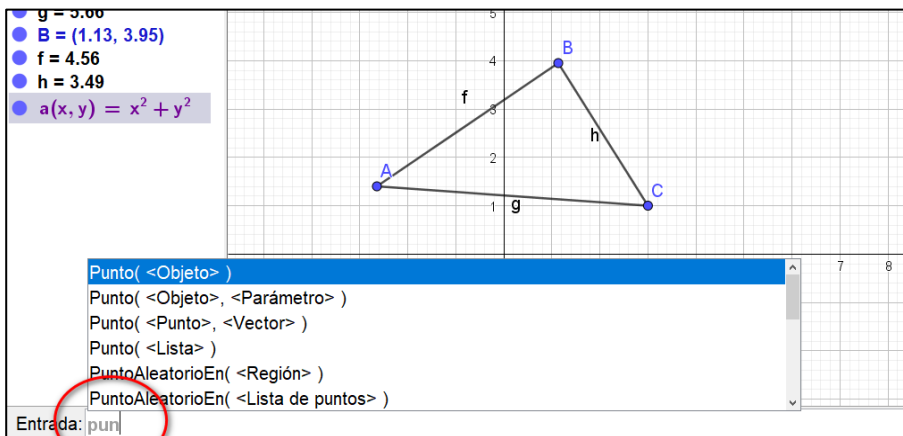 g = 5.66
B = (1.13, 3.95)
f = 4.56
h = 3.49
a(x, y) = x² + y²
5
4
3
2
1
7
8
A
B
C
f
h
g
Punto( <Objeto> )
Punto( <Objeto>, <Parámetro> )
Punto( <Punto>, <Vector> )
Punto( <Lista> )
PuntoAleatorioEn( <Región> )
PuntoAleatorioEn( <Lista de puntos> )
Entrada: pun